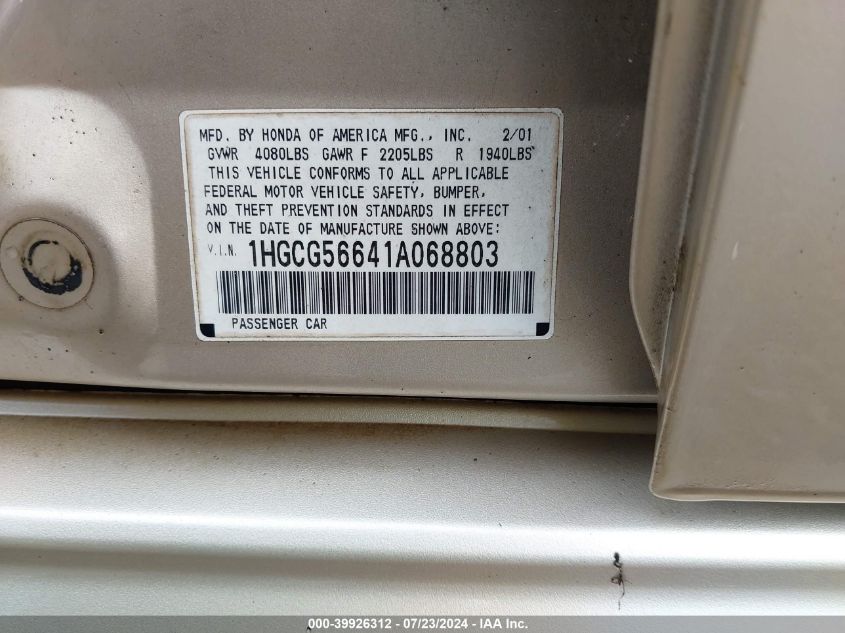 MFD. BY HONDA OF AMERICA MFG., INC. 2/01
GVWR 4080LBS GAWR F 2205LBS R 1940LBS
THIS VEHICLE CONFORMS TO ALL APPLICABLE
FEDERAL MOTOR VEHICLE SAFETY, BUMPER,
AND THEFT PREVENTION STANDARDS IN EFFECT
ON THE DATE OF MANUFACTURE SHOWN ABOVE:
V.I.N. 1HGCG56641A068803
PASSENGER CAR
000-39926312 - 07/23/2024 - IAA Inc.